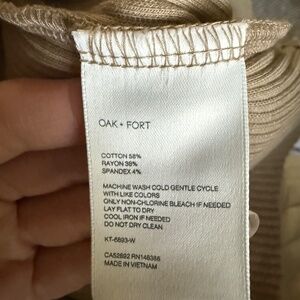 OAK + FORT
COTTON 58%
RAYON 38%
SPANDEX 4%
MACHINE WASH COLD GENTLE CYCLE
WITH LIKE COLORS
ONLY NON-CHLORINE BLEACH IF NEEDED
LAY FLAT TO DRY
COOL IRON IF NEEDED
DO NOT DRY CLEAN
KT-6693-W
CA52892 RN148386
MADE IN VIETNAM